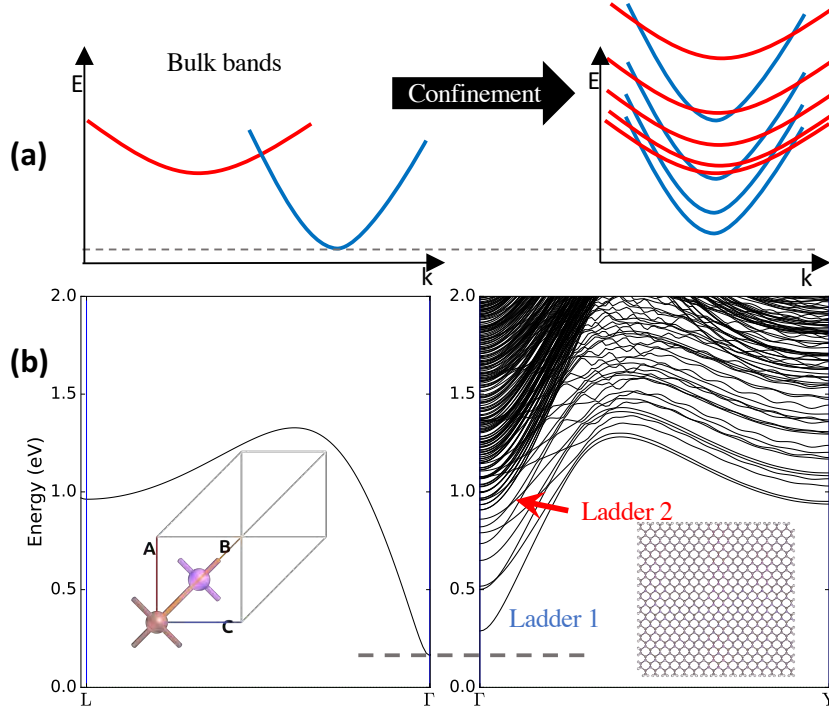 Bulk bands
E
Confinement
E
(a)
k
k
(b)
2.0
1.5
1.0
0.5
0.0
Energy (eV)
A
B
C
L
Γ
2.0
1.5
1.0
0.5
0.0
Ladder 2
Ladder 1
Γ
Y